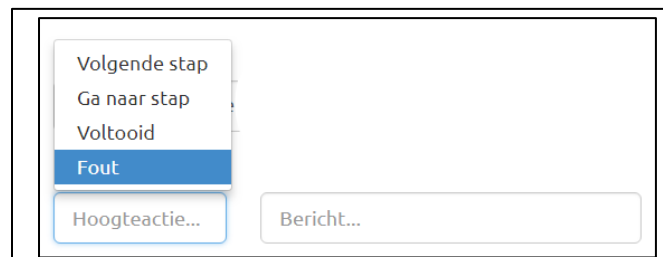 Volgende stap
Ga naar stap
Voltooid
Fout
Hoogteactie...
Bericht...